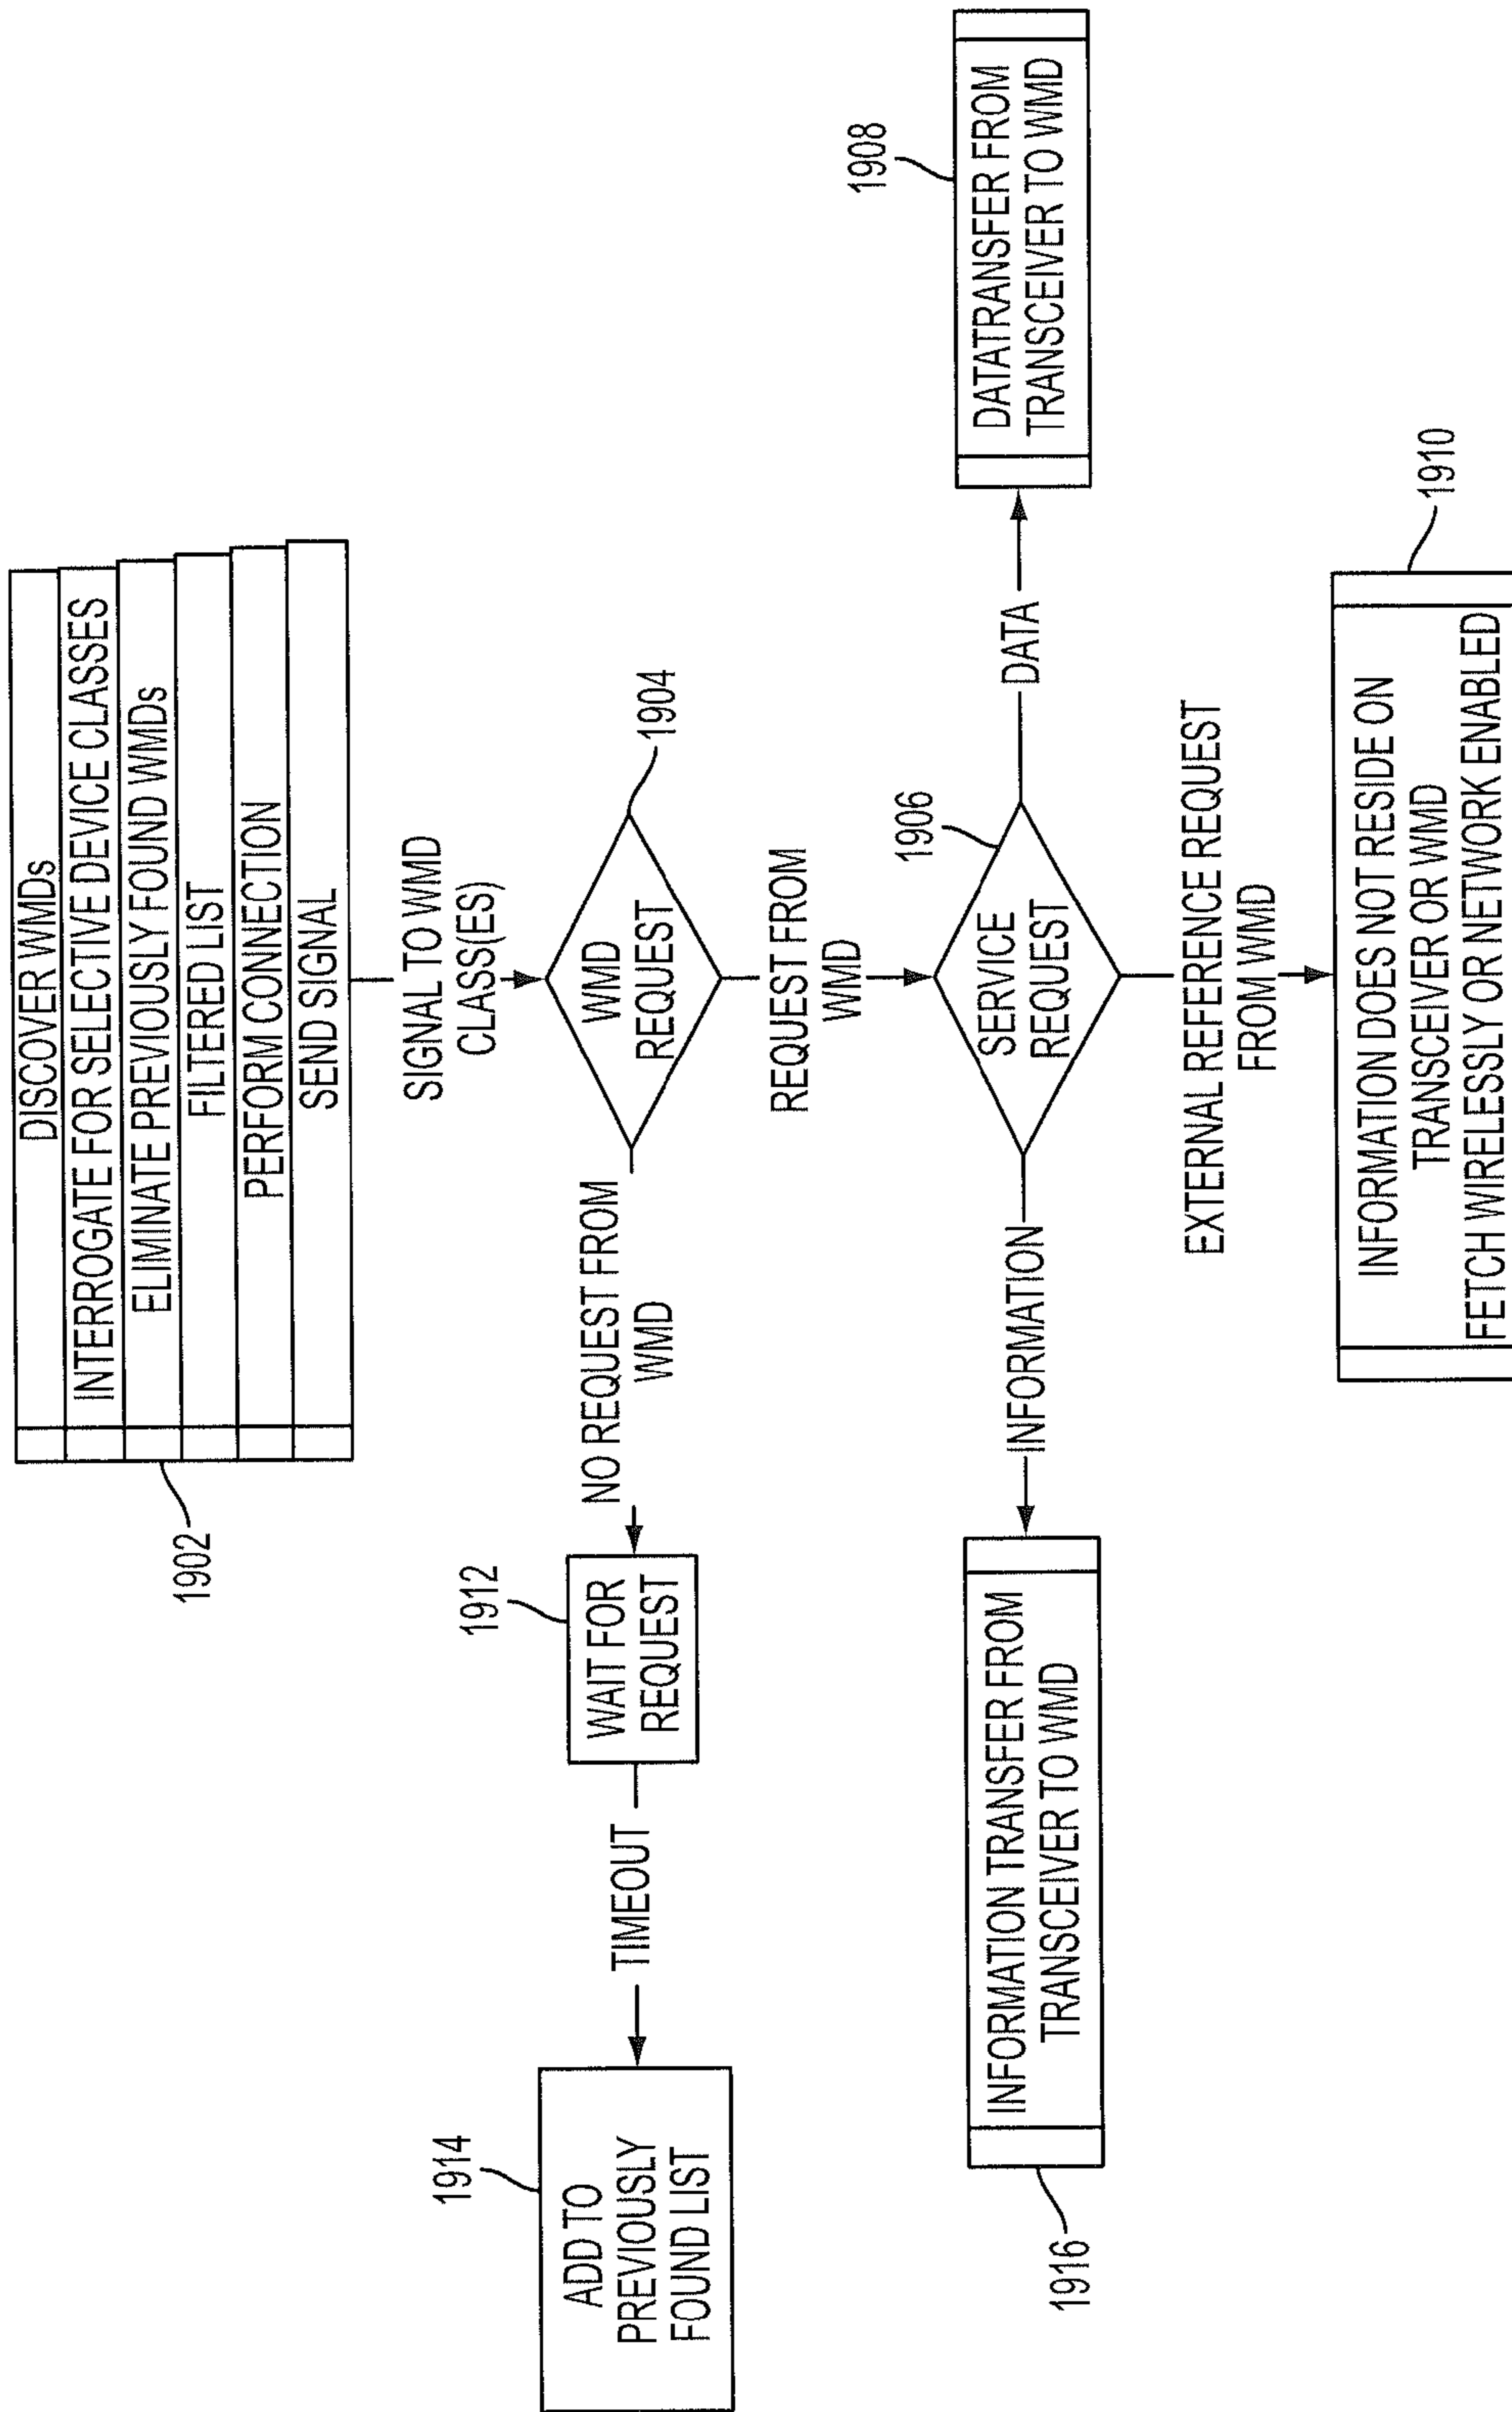 DISCOVER WMDs
INTERROGATE FOR SELECTIVE DEVICE CLASSES
ELIMINATE PREVIOUSLY FOUND WMDs
FILTERED LIST
PERFORM CONNECTION
SEND SIGNAL
1902
SIGNAL TO WMD
CLASS(ES)
WMD
REQUEST
1904
NO REQUEST FROM
WMD
1912
WAIT FOR
REQUEST
TIMEOUT
1914
ADD TO
PREVIOUSLY
FOUND LIST
REQUEST FROM
WMD
SERVICE
REQUEST
1906
DATA
1908
DATATRANSFER FROM
TRANSCEIVER TO WMD
INFORMATION
INFORMATION TRANSFER FROM
TRANSCEIVER TO WMD
1916
EXTERNAL REFERENCE REQUEST
FROM WMD
1910
INFORMATION DOES NOT RESIDE ON
TRANSCEIVER OR WMD
FETCH WIRELESSLY OR NETWORK ENABLED